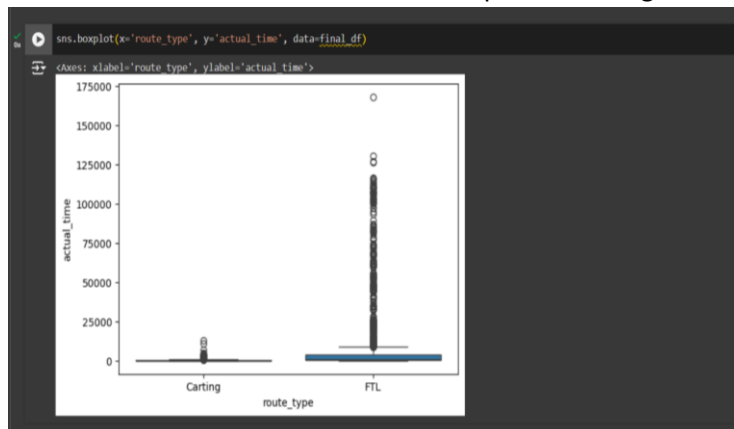 sns.boxplot(x='route_type', y='actual_time', data=final_df)
<Axes: xlabel='route_type', ylabel='actual_time'>
175000
150000
125000
100000
75000
50000
25000
0
actual_time
Carting
FTL
route_type